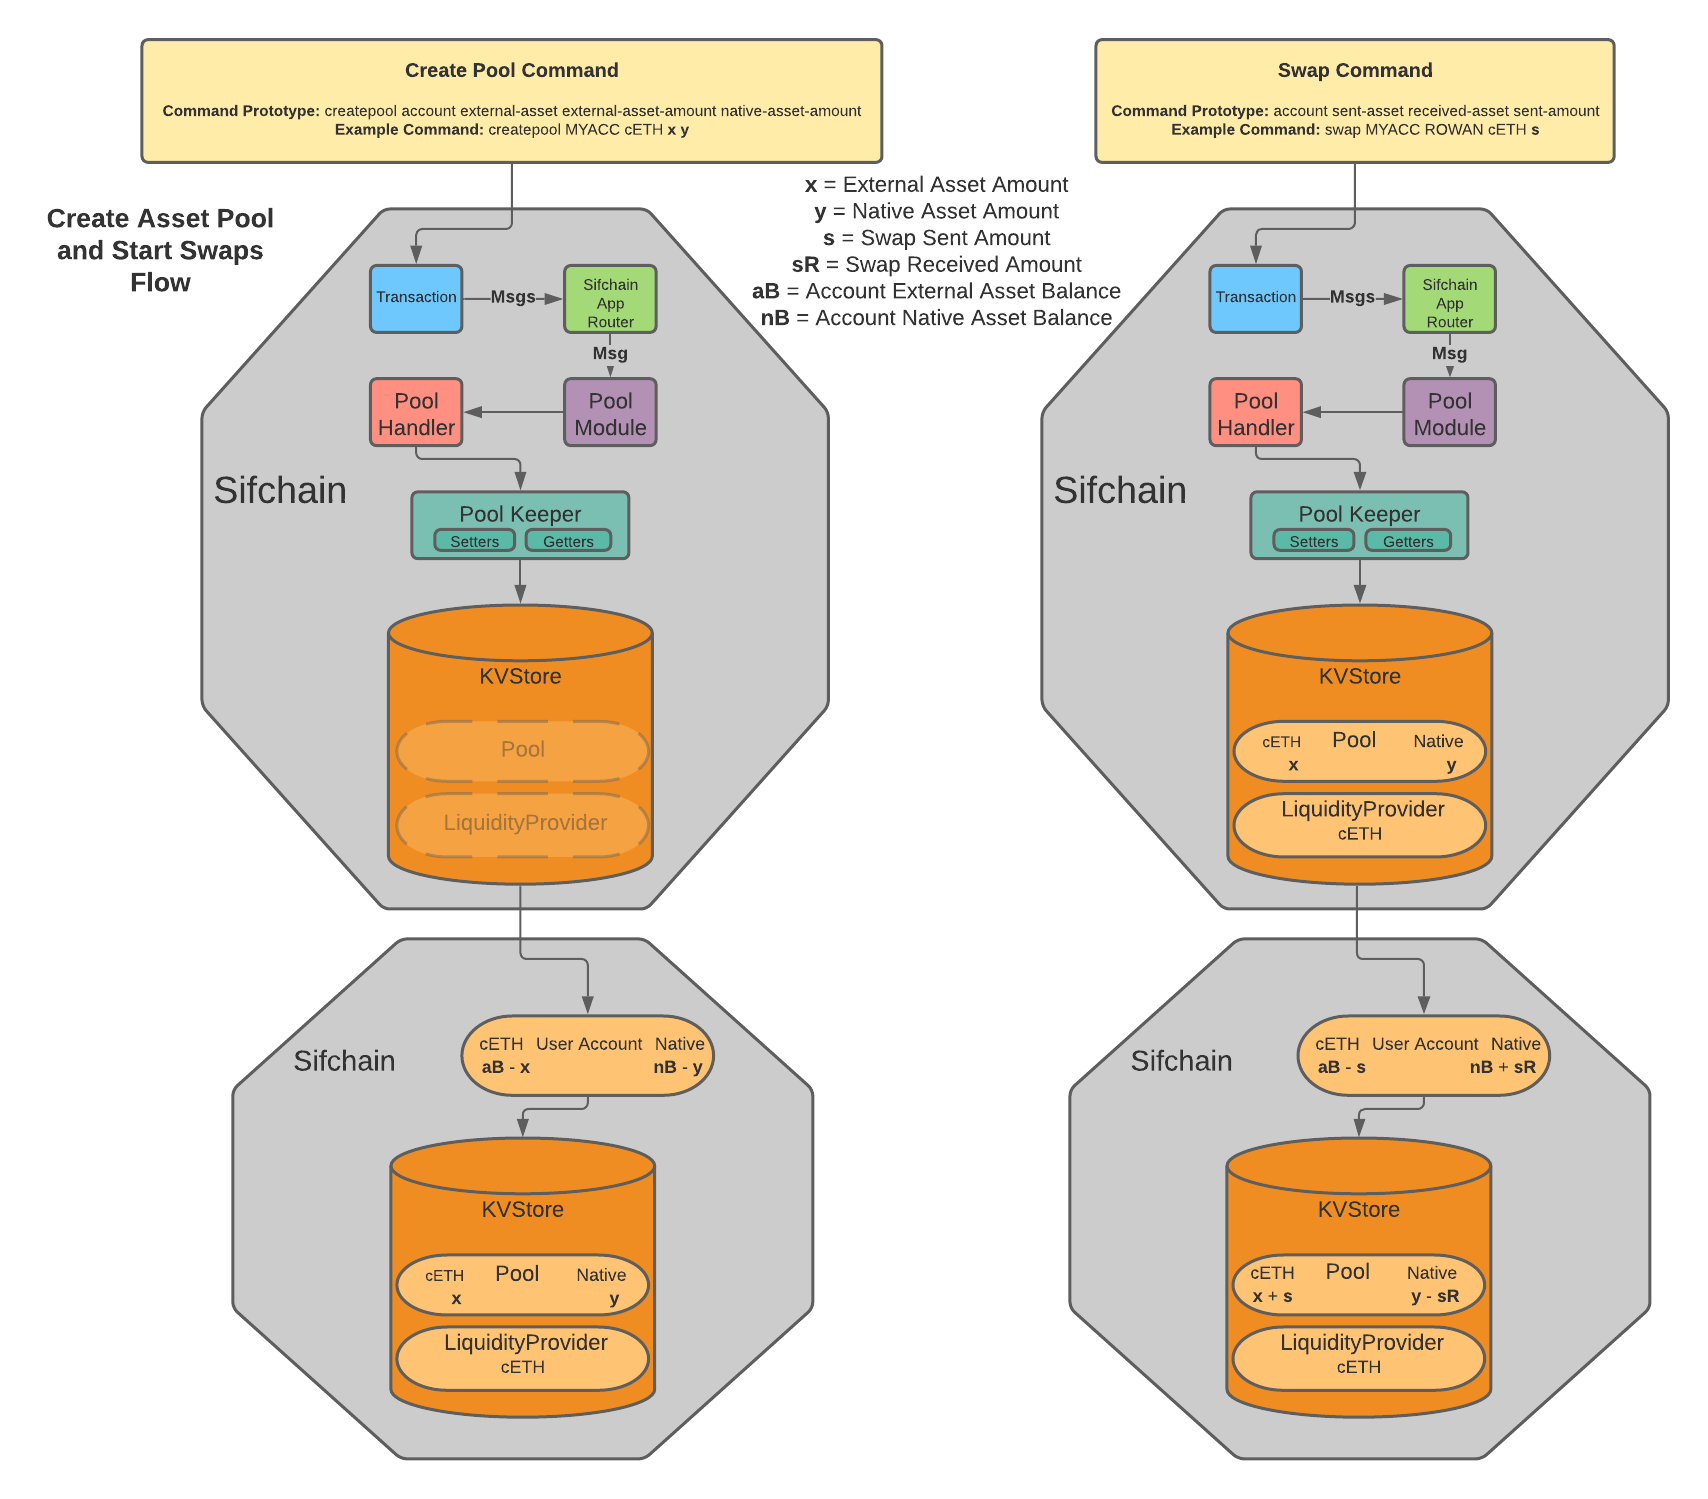 Create Pool Command
Command Prototype: createpool account external-asset external-asset-amount native-asset-amount
Example Command: createpool MYACC cETH x y
Swap Command
Command Prototype: account sent-asset received-asset sent-amount
Example Command: swap MYACC ROWAN cETH s
Create Asset Pool
and Start Swaps
Flow
x = External Asset Amount
y = Native Asset Amount
s = Swap Sent Amount
sR = Swap Received Amount
aB = Account External Asset Balance
nB = Account Native Asset Balance
Transaction
Msgs
Sifchain
App
Router
Msg
Pool
Handler
Pool
Module
Sifchain
Pool Keeper
Setters
Getters
KVStore
Pool
LiquidityProvider
Sifchain
cETH User Account Native
aB - x nB - y
KVStore
cETH Pool Native
x y
LiquidityProvider
cETH
Transaction
Msgs
Sifchain
App
Router
Msg
Pool
Handler
Pool
Module
Sifchain
Pool Keeper
Setters
Getters
KVStore
cETH Pool Native
x y
LiquidityProvider
cETH
Sifchain
cETH User Account Native
aB - s nB + sR
KVStore
cETH Pool Native
x + s y - sR
LiquidityProvider
cETH